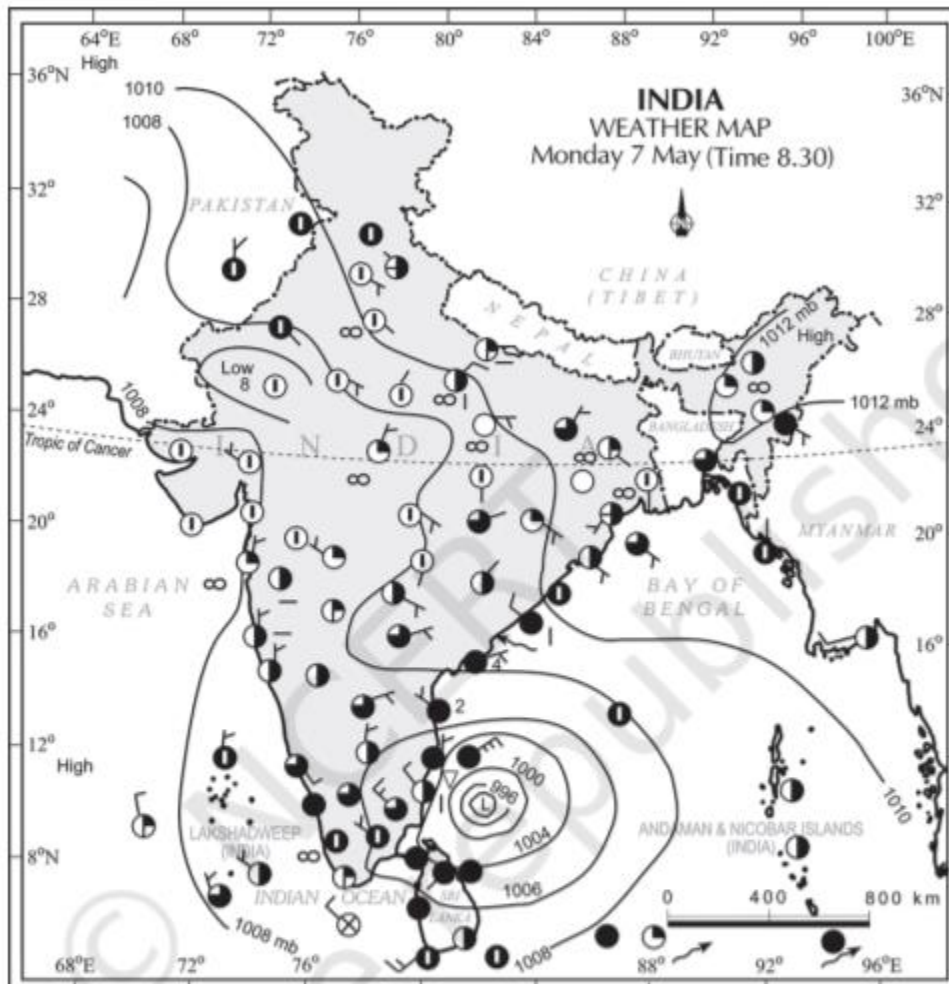 64°E 68° 72° 76° 80° 84° 88° 92° 96° 100°E
High
36°N
36°N
1010
1008
INDIA
WEATHER MAP
Monday 7 May (Time 8.30)
32°
32°
PAKISTAN
N
CHINA
(TIBET)
28°
28°
NEPAL
1012 mb
High
BHUTAN
Low
8
1008
24°
24°
1012 mb
BANGLADESH
Tropic of Cancer
INDIA
20°
20°
MYANMAR
ARABIAN
SEA
BAY OF
BENGAL
16°
16°
4
2
12°
12°
High
1000
996
L
1004
1006
1010
LAKSHADWEEP
(INDIA)
ANDAMAN & NICOBAR ISLANDS
(INDIA)
8°N
8°N
INDIAN OCEAN
SRI
LANKA
0 400 800 km
1008 mb
1008
68°E 72° 76° 88° 92° 96°E
© NCERT